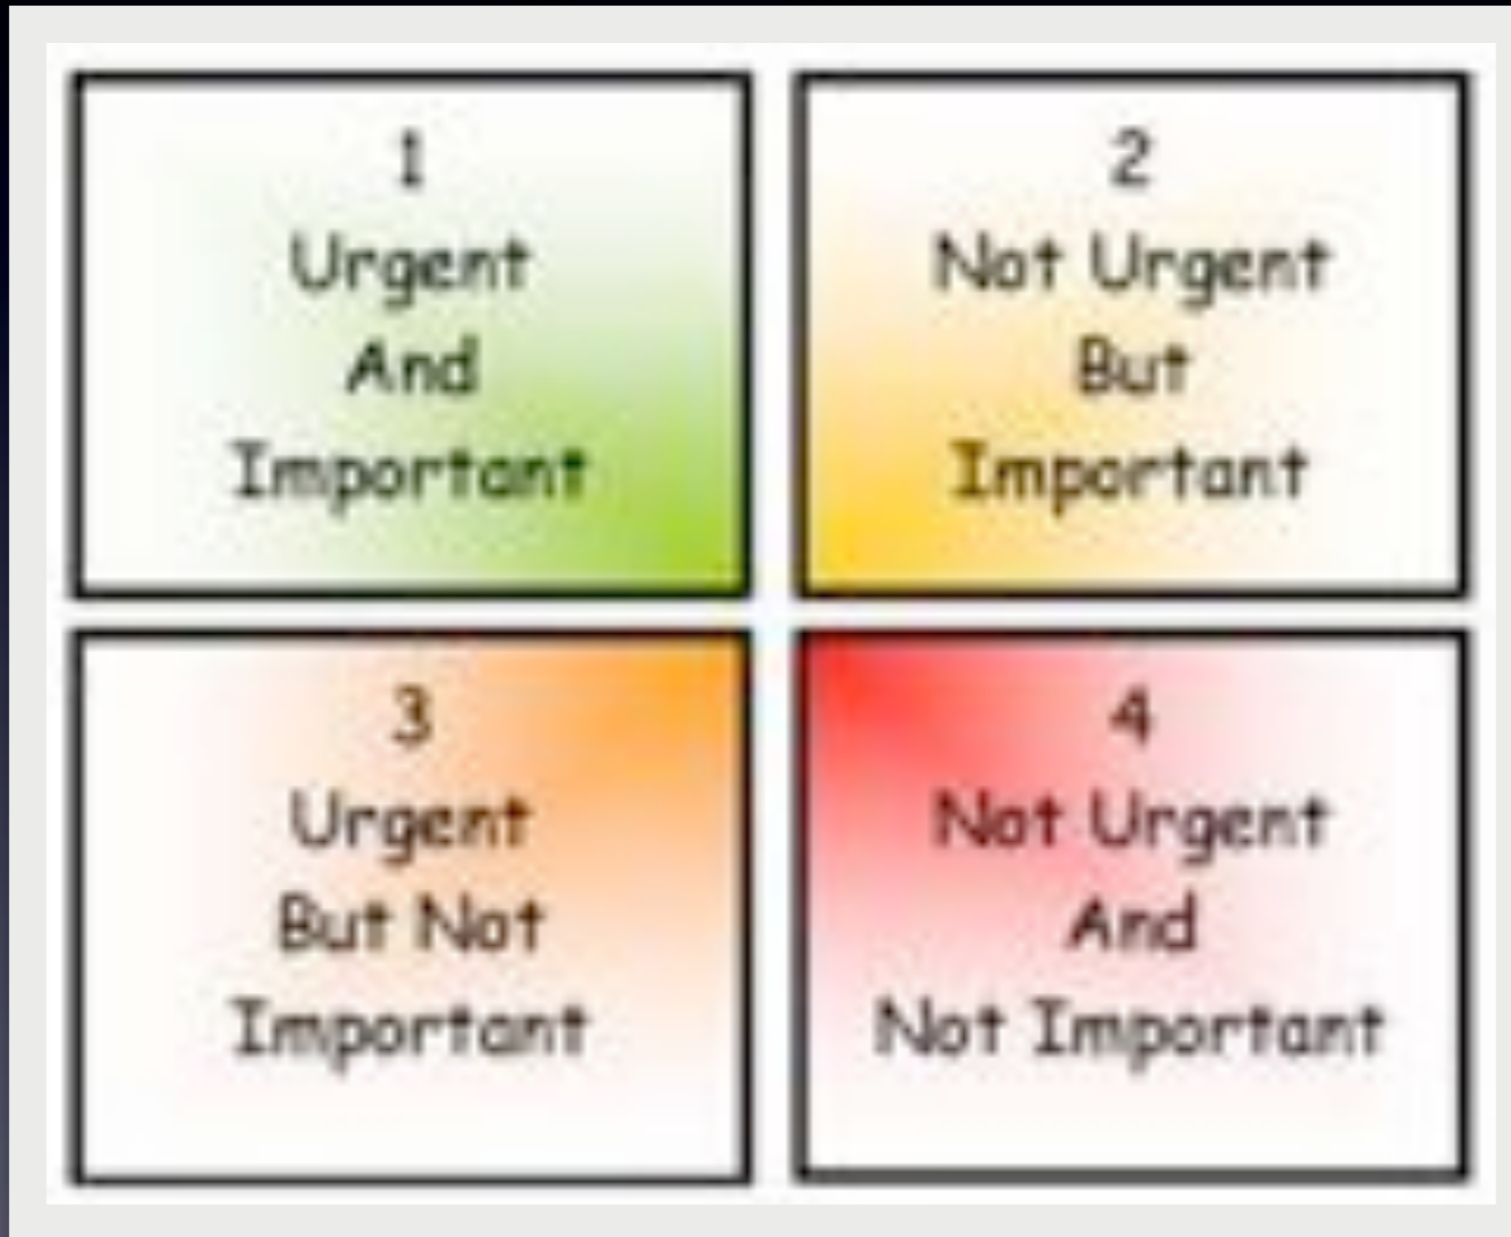 1
Urgent
And
Important
2
Not Urgent
But
Important
3
Urgent
But Not
Important
4
Not Urgent
And
Not Important